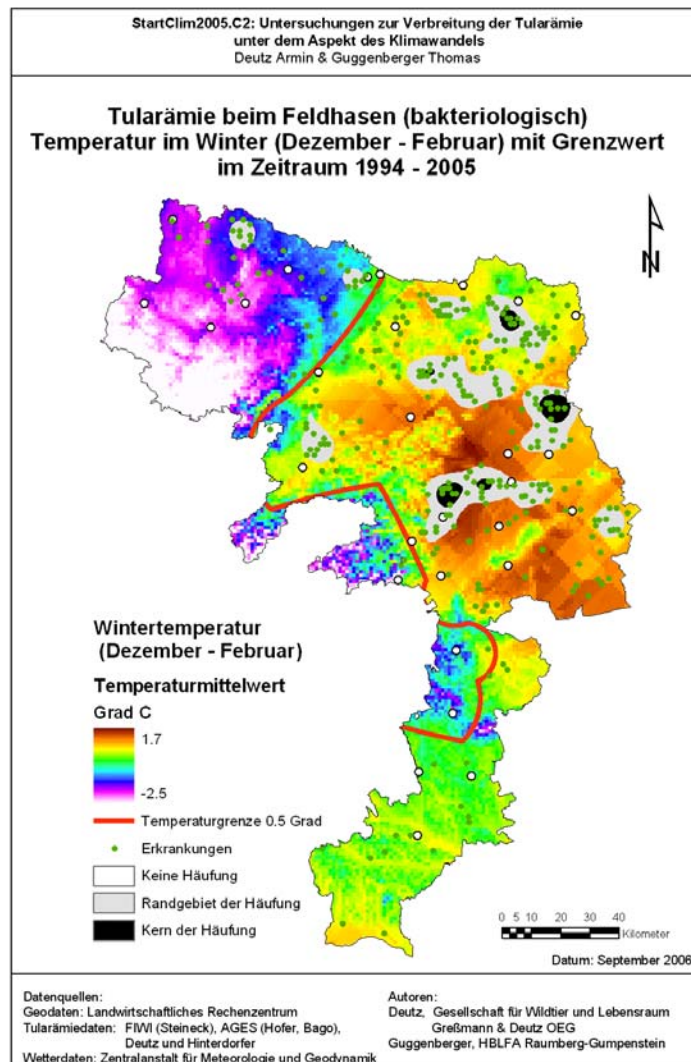 StartClim2005.C2: Untersuchungen zur Verbreitung der Tularämie
unter dem Aspekt des Klimawandels
Deutz Armin & Guggenberger Thomas
Tularämie beim Feldhasen (bakteriologisch)
Temperatur im Winter (Dezember - Februar) mit Grenzwert
im Zeitraum 1994 - 2005
N
Wintertemperatur
(Dezember - Februar)
Temperaturmittelwert
Grad C
1.7
-2.5
Temperaturgrenze 0.5 Grad
Erkrankungen
Keine Häufung
Randgebiet der Häufung
Kern der Häufung
0 5 10 20 30 40
Kilometer
Datum: September 2006
Datenquellen:
Geodaten: Landwirtschaftliches Rechenzentrum
Tularämiedaten: FIWI (Steineck), AGES (Hofer, Bago),
Deutz und Hinterdorfer
Wetterdaten: Zentralanstalt für Meteorologie und Geodynamik
Autoren:
Deutz, Gesellschaft für Wildtier und Lebensraum
Greßmann & Deutz OEG
Guggenberger, HBLFA Raumberg-Gumpenstein